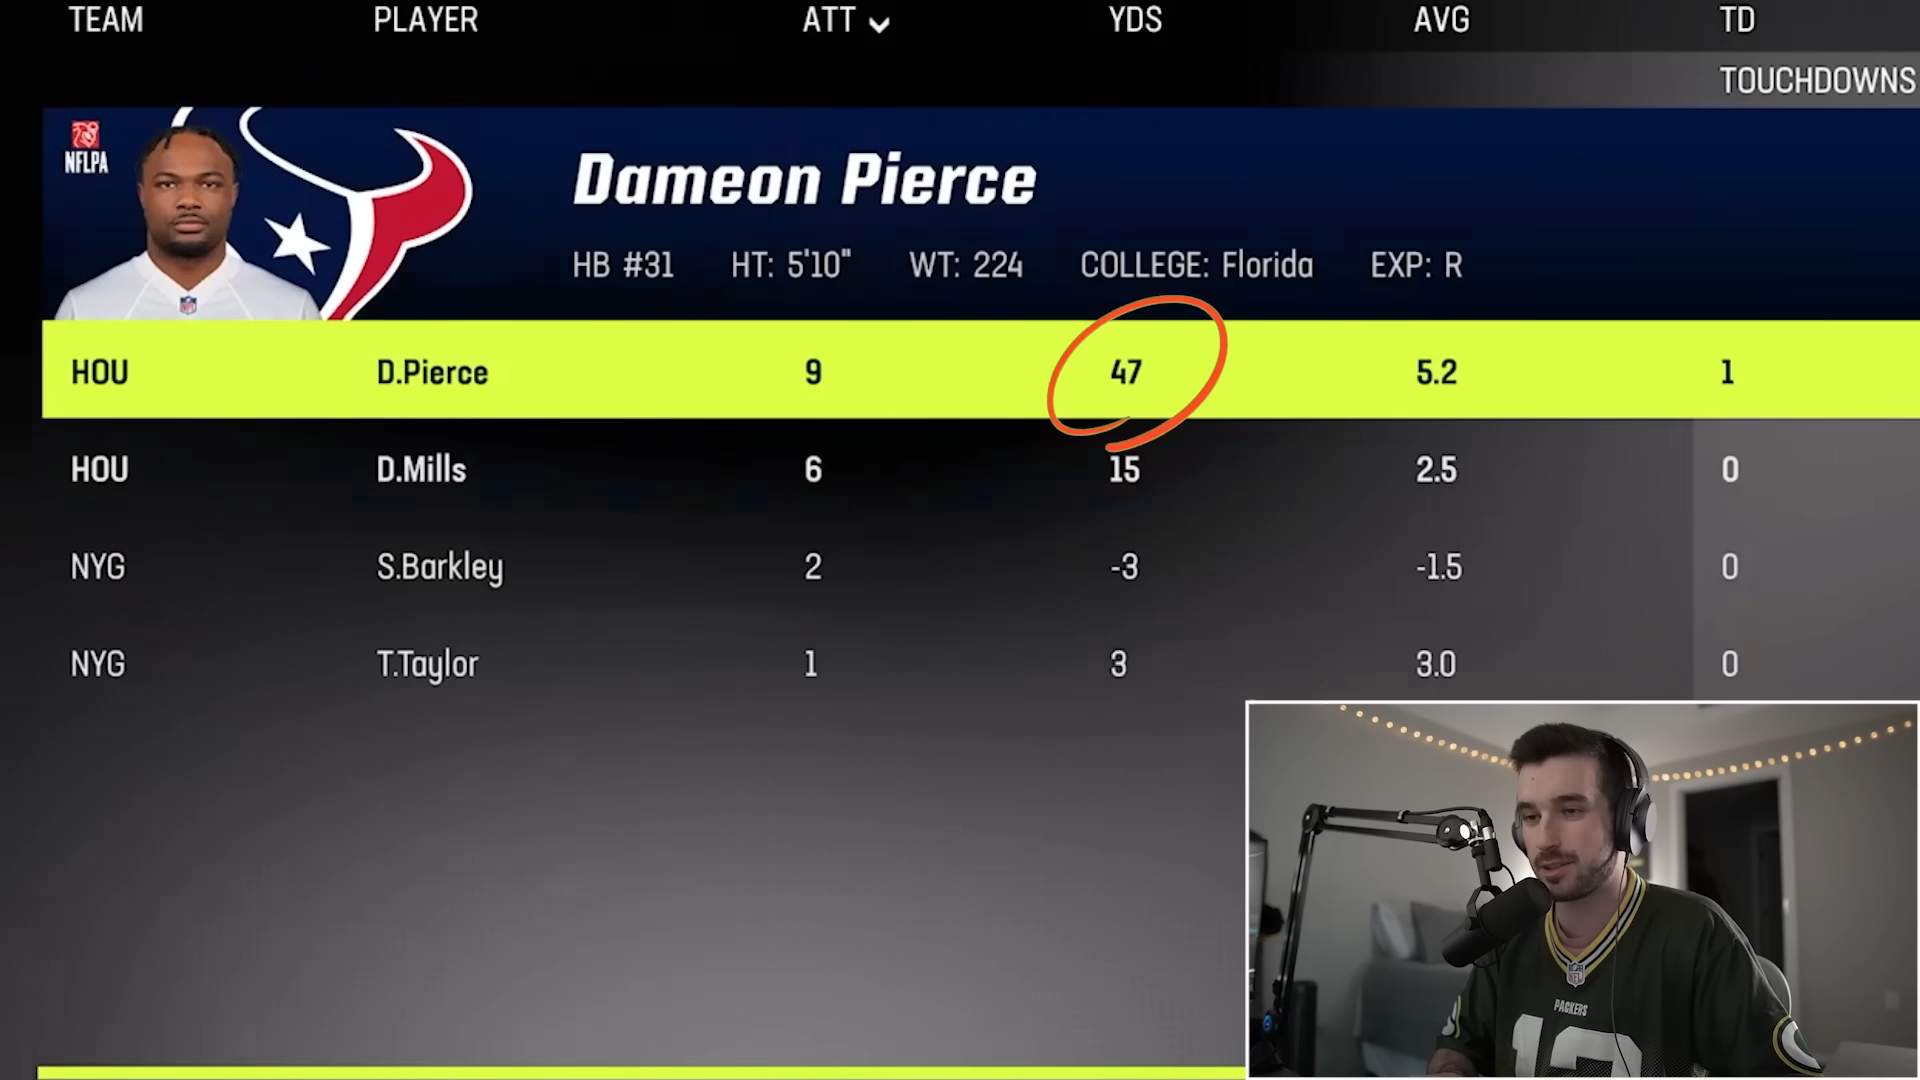 TEAM PLAYER ATT YDS AVG TD
TOUCHDOWNS
NFLPA
Dameon Pierce
HB #31 HT: 5'10" WT: 224 COLLEGE: Florida EXP: R
HOU D.Pierce 9 47 5.2 1
HOU D.Mills 6 15 2.5 0
NYG S.Barkley 2 -3 -1.5 0
NYG T.Taylor 1 3 3.0 0
NFL
PACKERS
12